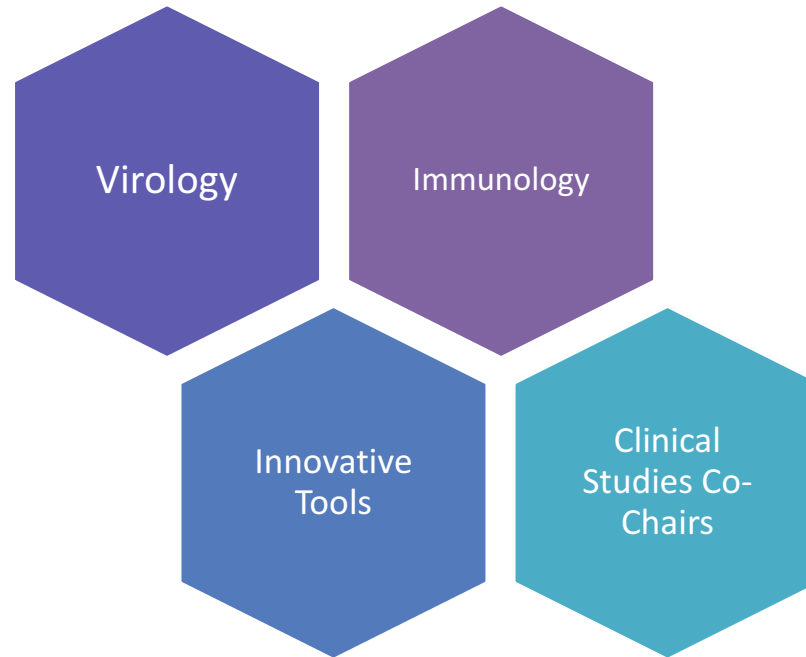 Virology
Immunology
Innovative
Tools
Clinical
Studies Co-
Chairs